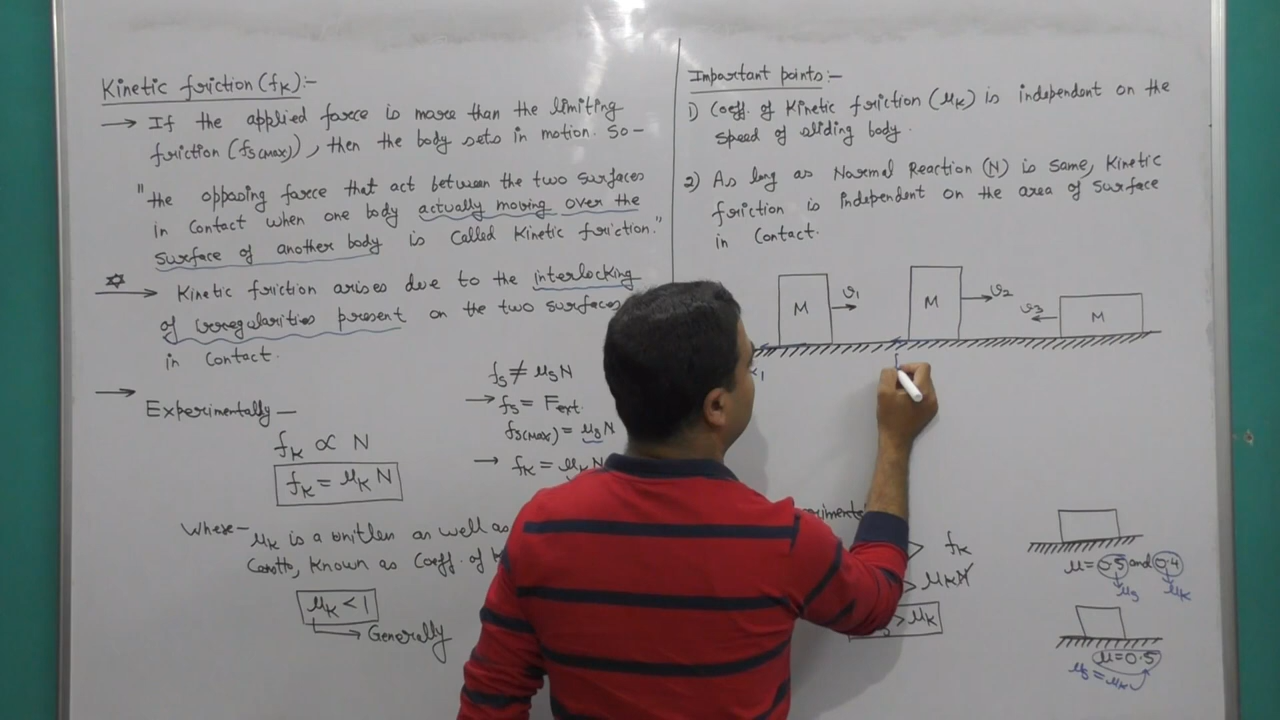 Kinetic friction (fK):-
→ If the applied force is more than the limiting
friction (fs(max)), then the body sets in motion. So-
"the opposing force that act between the two surfaces
in contact when one body actually moving over the
surface of another body is called Kinetic friction."
→ Kinetic friction arises due to the interlocking
of irregularities present on the two surfaces
in contact.
→ Experimentally —
fK ∝ N
fK = μK N
Where- μK is a unitless as well as
known as Coeff. of
μK < 1
→ Generally
fs ≠ μsN
→ fs = Fext.
fs(max) = μsN
→ fK = μKN
Important points:-
1) Coeff. of Kinetic friction (μK) is independent on the
speed of sliding body.
2) As long as Normal Reaction (N) is same, Kinetic
friction is independent on the area of surface
in contact.
M v1
M v2
v3 M
> fK
> μKN
> μK
μ = 0.5 and 0.4
μs μK
μ = 0.5
μs = μK